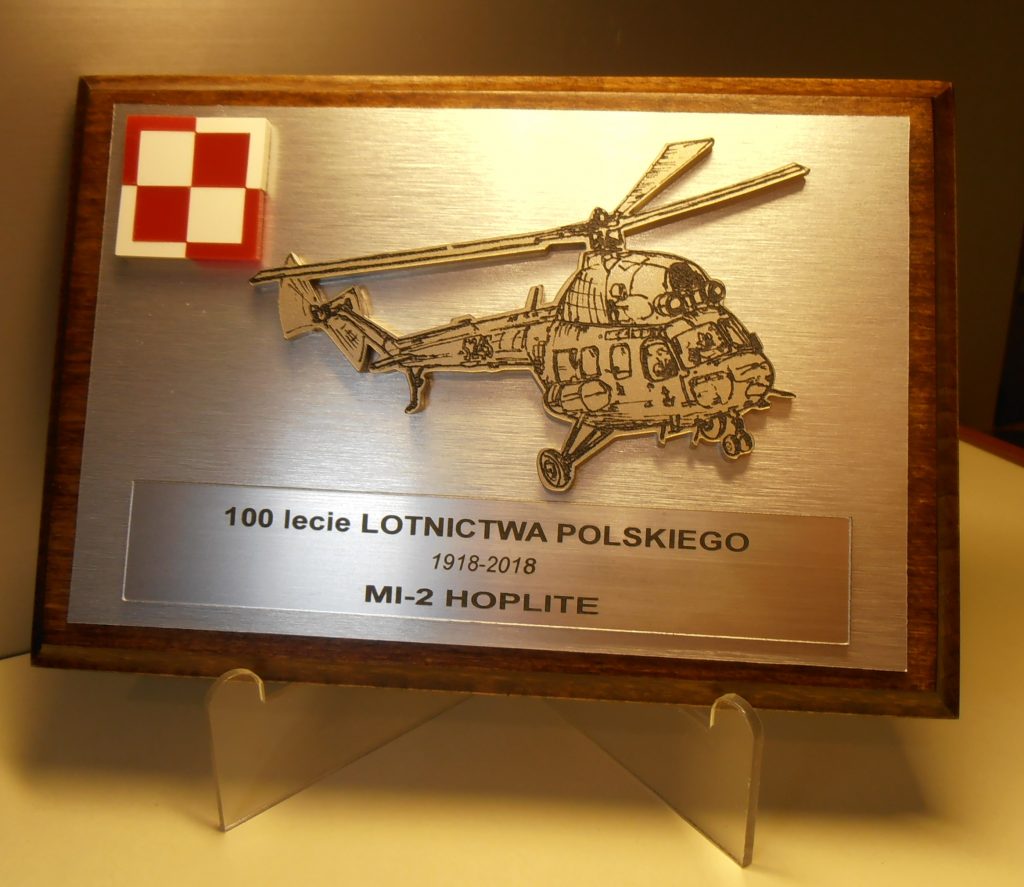 100 lecie LOTNICTWA POLSKIEGO
1918-2018
MI-2 HOPLITE